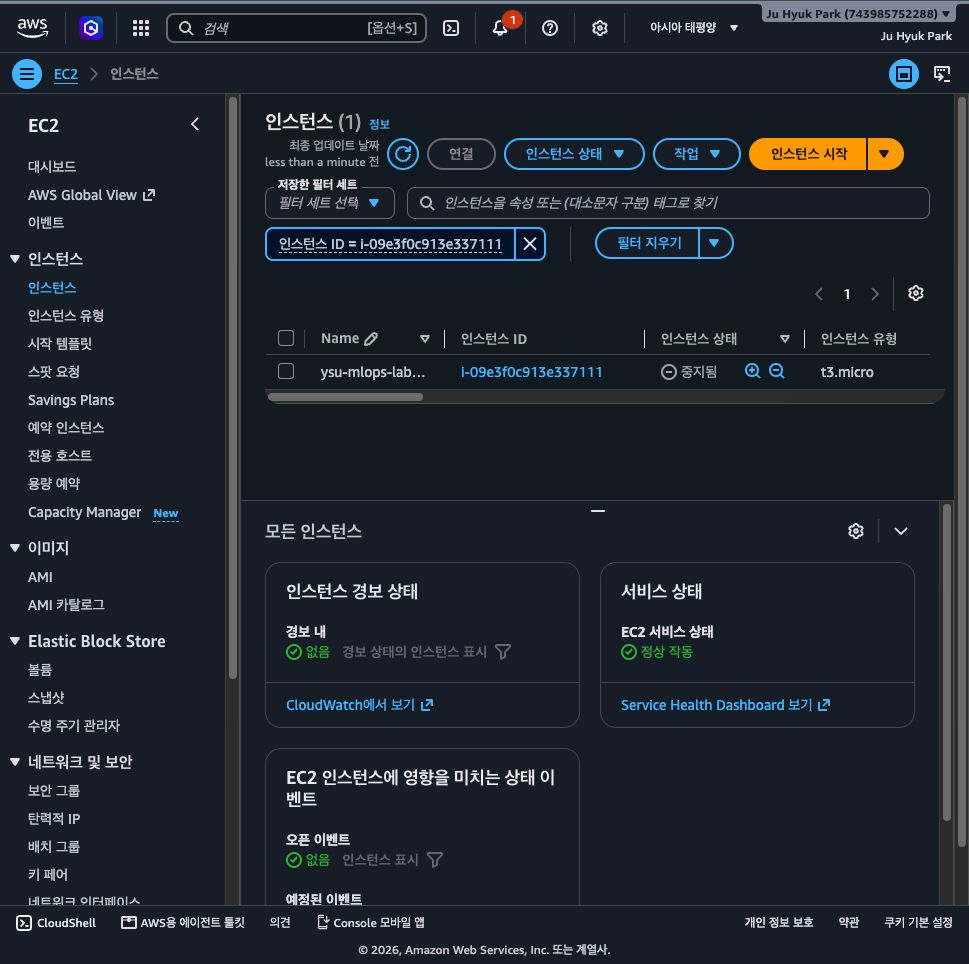 aws
검색
[옵션+S]
1
아시아 태평양
Ju Hyuk Park (743985752288)
Ju Hyuk Park
EC2
인스턴스
EC2
대시보드
AWS Global View
이벤트
인스턴스
인스턴스
인스턴스 유형
시작 템플릿
스팟 요청
Savings Plans
예약 인스턴스
전용 호스트
용량 예약
Capacity Manager New
이미지
AMI
AMI 카탈로그
Elastic Block Store
볼륨
스냅샷
수명 주기 관리자
네트워크 및 보안
보안 그룹
탄력적 IP
배치 그룹
키 페어
네트워크 인터페이스
인스턴스 (1) 정보
최종 업데이트 날짜
less than a minute 전
연결
인스턴스 상태
작업
인스턴스 시작
저장한 필터 세트
필터 세트 선택
인스턴스을 속성 또는 (대소문자 구분) 태그로 찾기
인스턴스 ID = i-09e3f0c913e337111
필터 지우기
1
Name 인스턴스 ID 인스턴스 상태 인스턴스 유형
ysu-mlops-lab... i-09e3f0c913e337111 중지됨 t3.micro
모든 인스턴스
인스턴스 경보 상태
경보 내
없음 경보 상태의 인스턴스 표시
CloudWatch에서 보기
서비스 상태
EC2 서비스 상태
정상 작동
Service Health Dashboard 보기
EC2 인스턴스에 영향을 미치는 상태 이
벤트
오픈 이벤트
없음 인스턴스 표시
예정된 이벤트
CloudShell
AWS용 에이전트 툴킷
의견
Console 모바일 앱
개인 정보 보호
약관
쿠키 기본 설정
© 2026, Amazon Web Services, Inc. 또는 계열사.